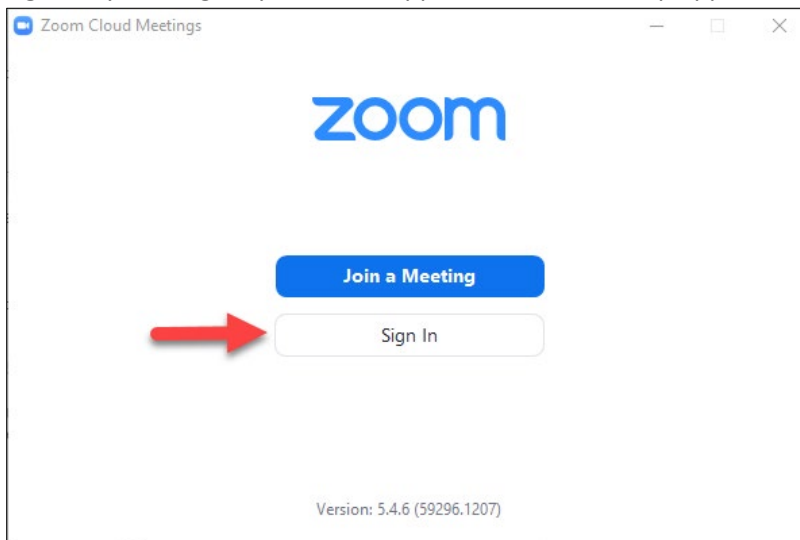 Zoom Cloud Meetings
zoom
Join a Meeting
Sign In
Version: 5.4.6 (59296.1207)